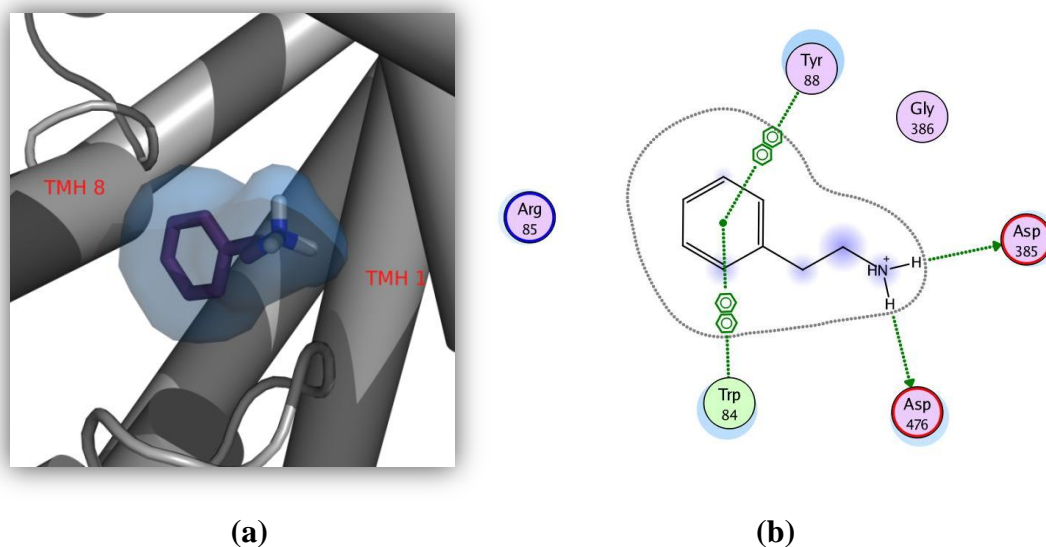 TMH 8
TMH 1
Tyr
88
Gly
386
Arg
85
Asp
385
HN
+
H
H
Trp
84
Asp
476
(a)
(b)